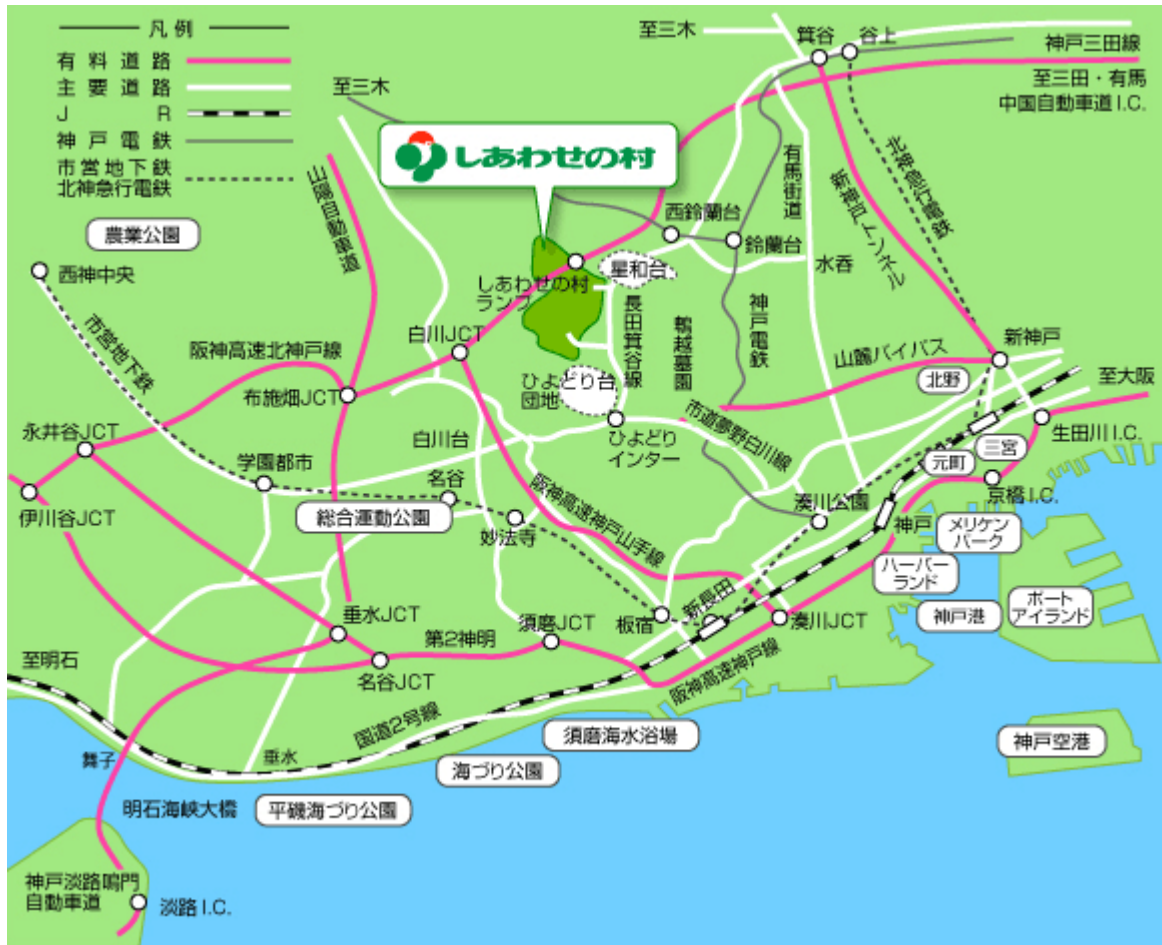 凡例
有料道路
主要道路
JR
神戸電鉄
市営地下鉄
北神急行電鉄
至三木
至三木
箕谷
谷上
神戸三田線
至三田・有馬
中国自動車道I.C.
しあわせの村
山陽自動車道
農業公園
西神中央
市営地下鉄
西鈴蘭台
鈴蘭台
有馬街道
新神戸トンネル
北神急行電鉄
水呑
星和台
しあわせの村
ランプ
長田箕谷線
鵯越墓園
神戸電鉄
白川JCT
阪神高速北神戸線
布施畑JCT
山麓バイパス
新神戸
北野
至大阪
ひよどり台
団地
ひよどり
インター
市道夢野白川線
生田川I.C.
三宮
元町
京橋I.C.
永井谷JCT
伊川谷JCT
学園都市
白川台
名谷
総合運動公園
妙法寺
阪神高速神戸山手線
湊川公園
神戸
メリケン
パーク
ハーバー
ランド
神戸港
ポート
アイランド
垂水JCT
第2神明
須磨JCT
板宿
新長田
湊川JCT
名谷JCT
阪神高速神戸線
至明石
国道2号線
須磨海水浴場
神戸空港
舞子
垂水
海づり公園
明石海峡大橋
平磯海づり公園
神戸淡路鳴門
自動車道
淡路I.C.